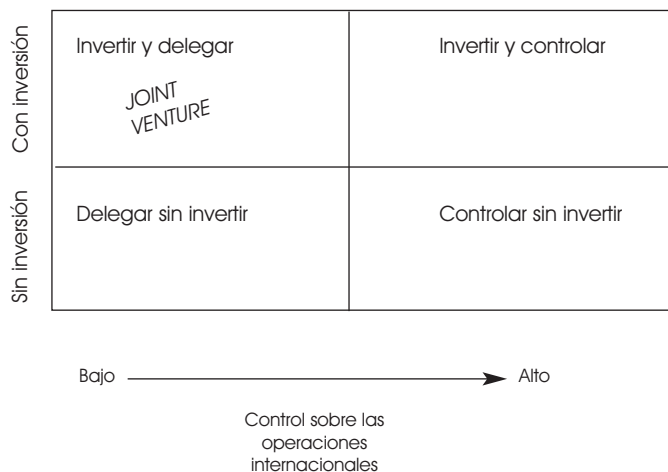 Con inversión
Invertir y delegar
Invertir y controlar
JOINT
VENTURE
Sin inversión
Delegar sin invertir
Controlar sin invertir
Bajo
Alto
Control sobre las
operaciones
internacionales